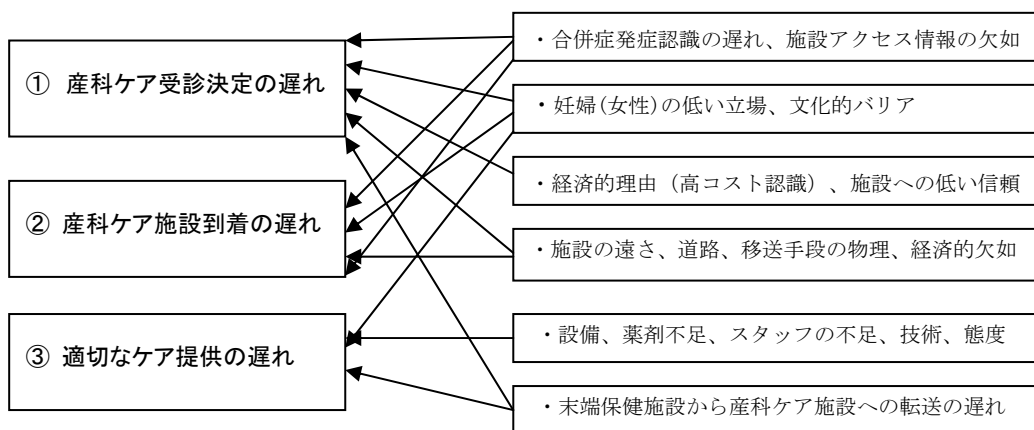 ① 産科ケア受診決定の遅れ
② 産科ケア施設到着の遅れ
③ 適切なケア提供の遅れ
・合併症発症認識の遅れ、施設アクセス情報の欠如
・妊婦(女性)の低い立場、文化的バリア
・経済的理由（高コスト認識）、施設への低い信頼
・施設の遠さ、道路、移送手段の物理、経済的欠如
・設備、薬剤不足、スタッフの不足、技術、態度
・末端保健施設から産科ケア施設への転送の遅れ